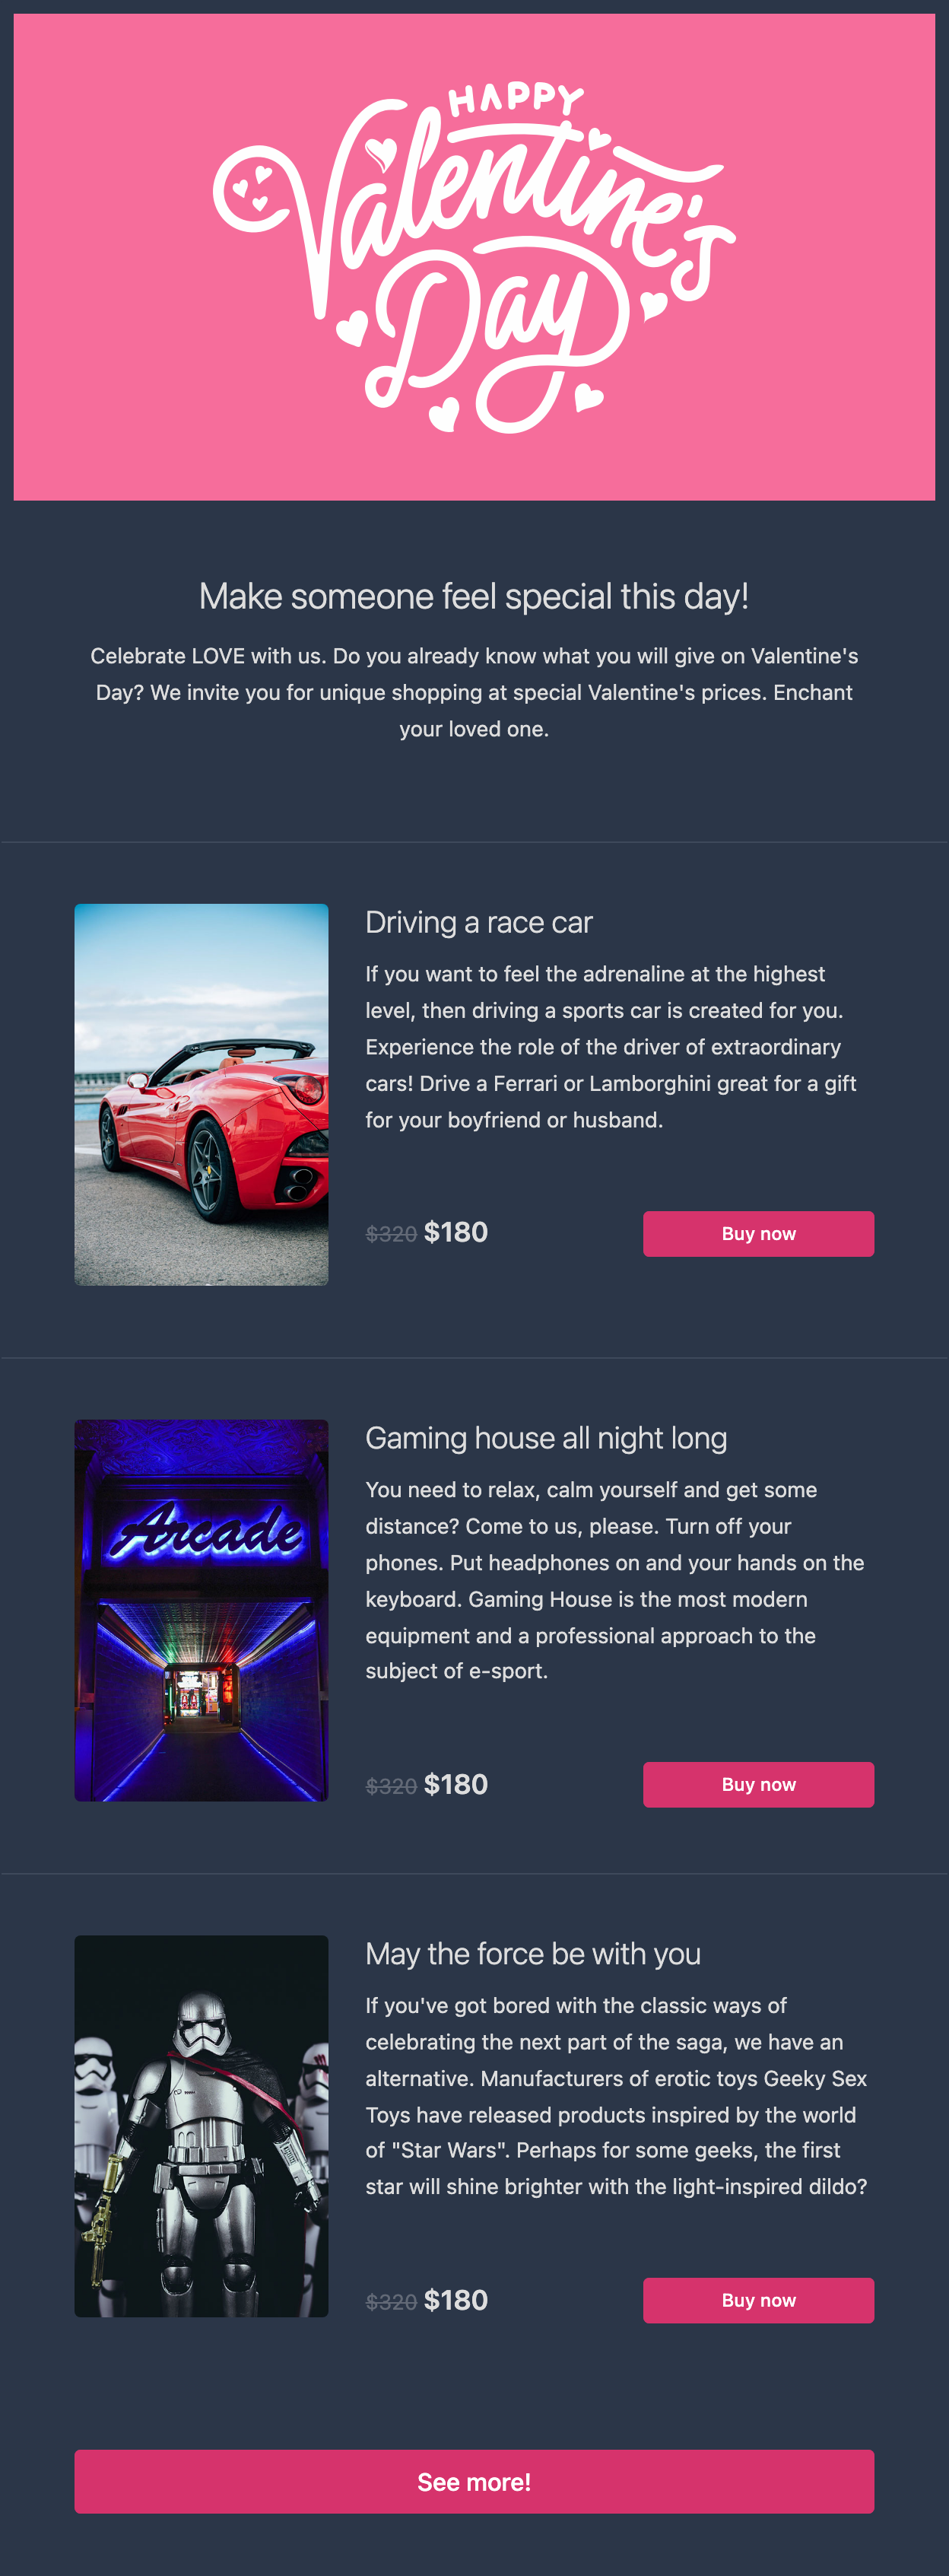 HAPPY
Valentine's
Day
Make someone feel special this day!
Celebrate LOVE with us. Do you already know what you will give on Valentine's
Day? We invite you for unique shopping at special Valentine's prices. Enchant
your loved one.
Driving a race car
If you want to feel the adrenaline at the highest
level, then driving a sports car is created for you.
Experience the role of the driver of extraordinary
cars! Drive a Ferrari or Lamborghini great for a gift
for your boyfriend or husband.
$320 $180
Buy now
Arcade
Gaming house all night long
You need to relax, calm yourself and get some
distance? Come to us, please. Turn off your
phones. Put headphones on and your hands on the
keyboard. Gaming House is the most modern
equipment and a professional approach to the
subject of e-sport.
$320 $180
Buy now
May the force be with you
If you've got bored with the classic ways of
celebrating the next part of the saga, we have an
alternative. Manufacturers of erotic toys Geeky Sex
Toys have released products inspired by the world
of "Star Wars". Perhaps for some geeks, the first
star will shine brighter with the light-inspired dildo?
$320 $180
Buy now
See more!